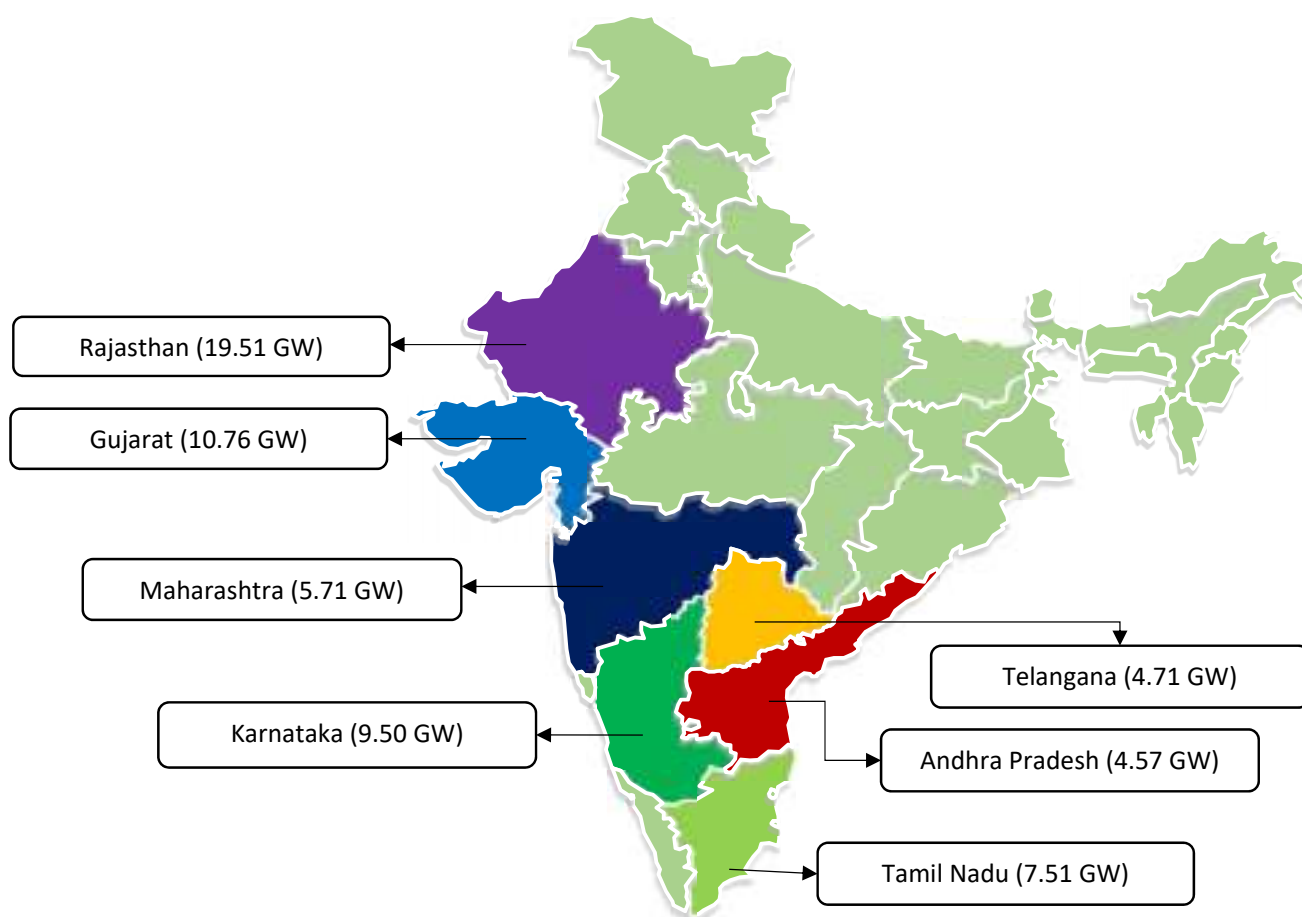 Rajasthan (19.51 GW)
Gujarat (10.76 GW)
Maharashtra (5.71 GW)
Telangana (4.71 GW)
Karnataka (9.50 GW)
Andhra Pradesh (4.57 GW)
Tamil Nadu (7.51 GW)